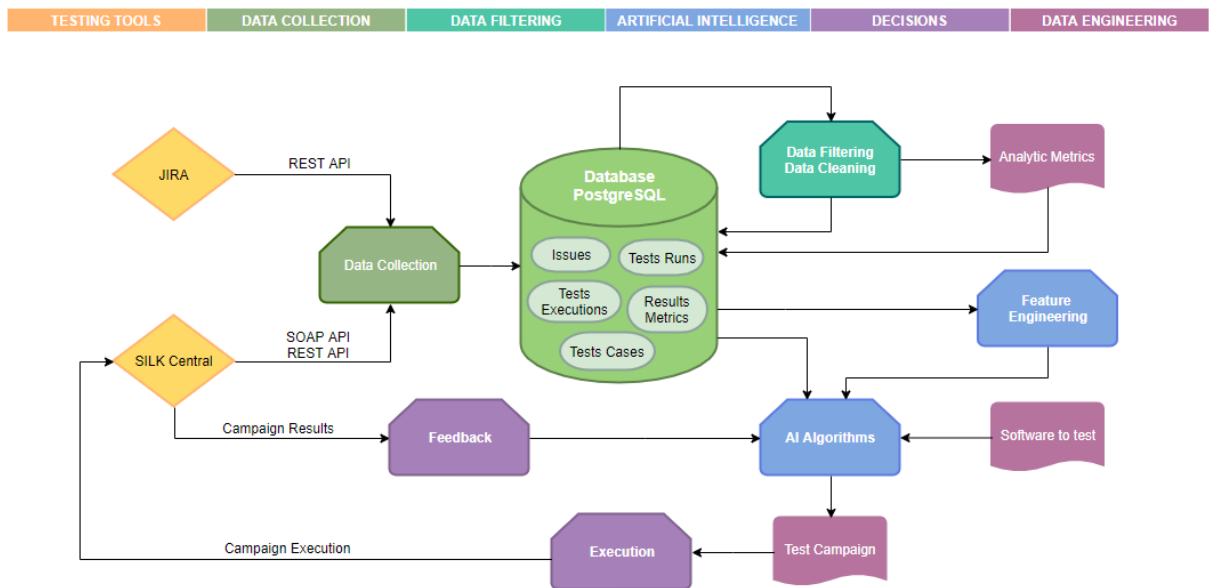 TESTING TOOLS
DATA COLLECTION
DATA FILTERING
ARTIFICIAL INTELLIGENCE
DECISIONS
DATA ENGINEERING
JIRA
REST API
Data Collection
SILK Central
SOAP API
REST API
Database
PostgreSQL
Issues
Tests Runs
Tests
Executions
Results
Metrics
Tests Cases
Data Filtering
Data Cleaning
Analytic Metrics
Feature
Engineering
Campaign Results
Feedback
AI Algorithms
Software to test
Campaign Execution
Execution
Test Campaign